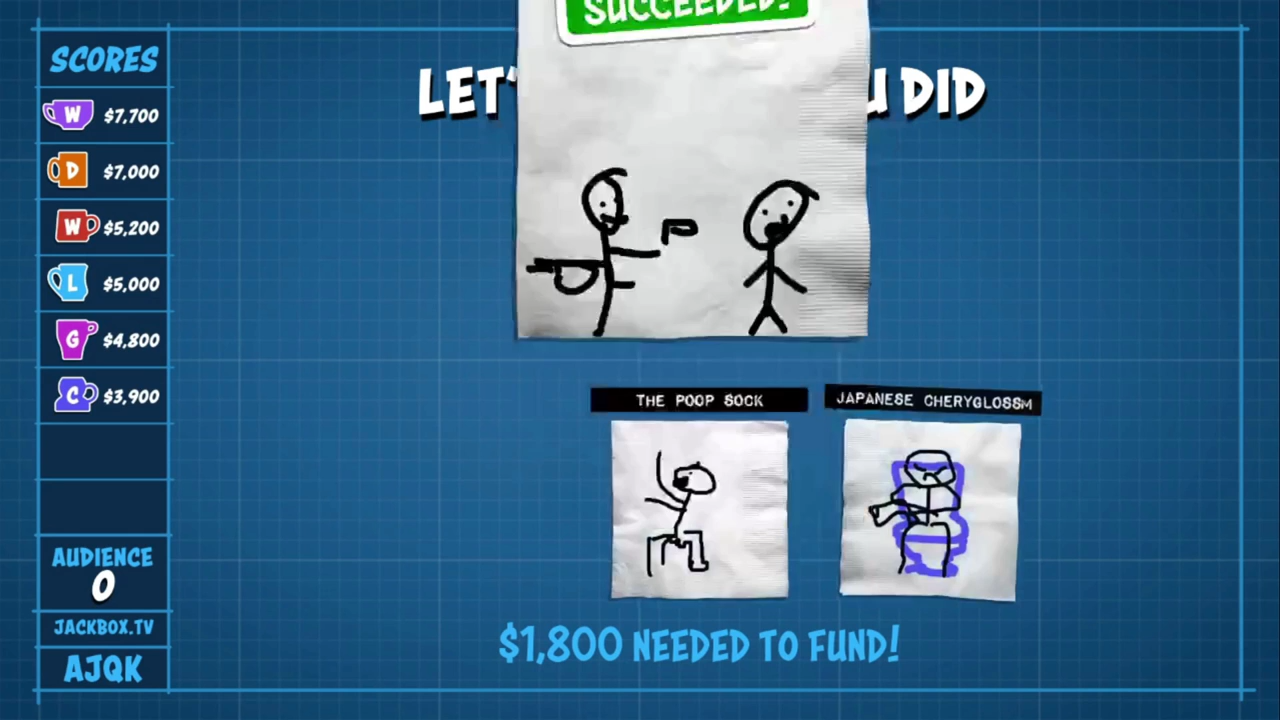 SUCCEEDED!
LET' U DID
SCORES
W $7,700
D $7,000
W $5,200
L $5,000
G $4,800
C $3,900
THE POOP SOCK
JAPANESE CHERYGLOSSM
$1,800 NEEDED TO FUND!
AUDIENCE
0
JACKBOX.TV
AJQK